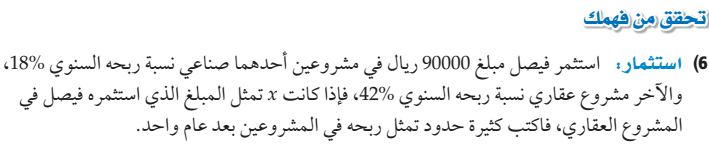 تحقق من فهمك
6) استثمار: استثمر فيصل مبلغ 90000 ريال في مشروعين أحدهما صناعي نسبة ربحه السنوي 18%،
والآخر مشروع عقاري نسبة ربحه السنوي 42%، فإذا كانت x تمثل المبلغ الذي استثمره فيصل في
المشروع العقاري، فاكتب كثيرة حدود تمثل ربحه في المشروعين بعد عام واحد.